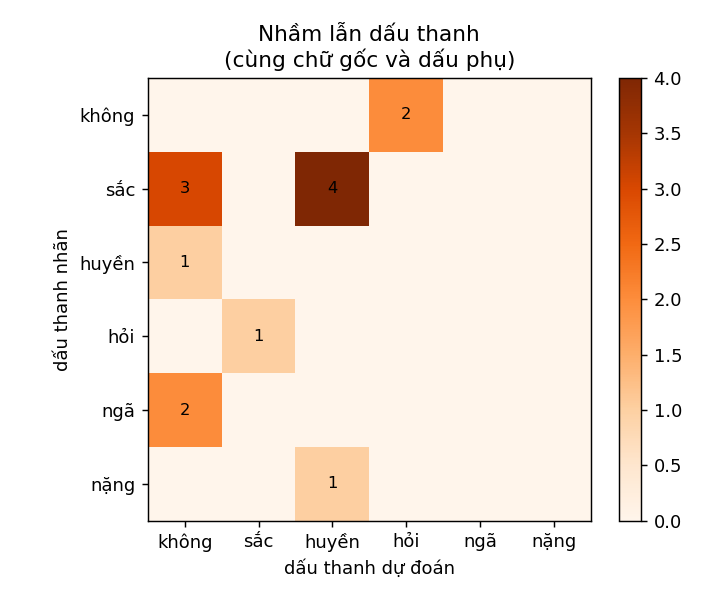 Nhầm lẫn dấu thanh
(cùng chữ gốc và dấu phụ)
không
sắc
huyền
hỏi
ngã
nặng
dấu thanh nhãn
2
3
4
1
1
2
1
không
sắc
huyền
hỏi
ngã
nặng
dấu thanh dự đoán
4.0
3.5
3.0
2.5
2.0
1.5
1.0
0.5
0.0